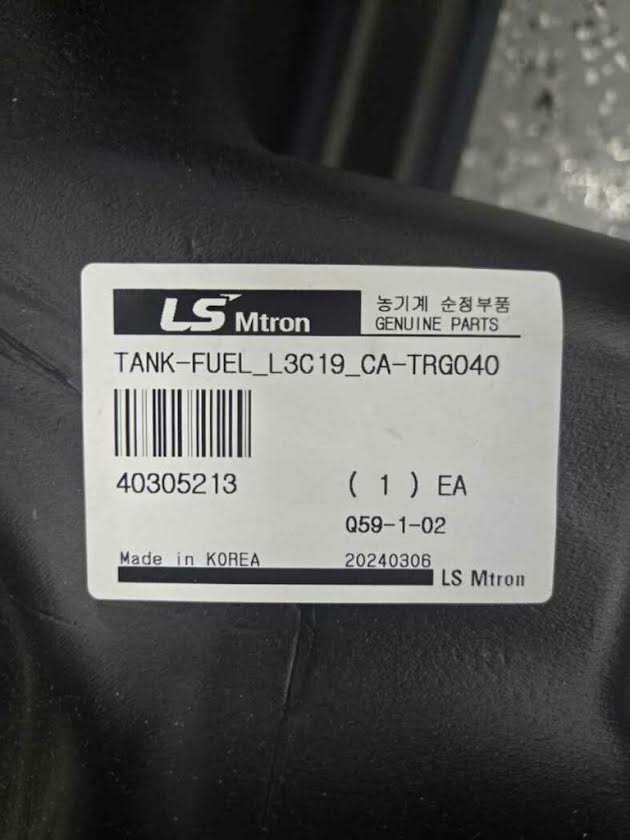 LS Mtron
농기계 순정부품
GENUINE PARTS
TANK-FUEL_L3C19_CA-TRG040
40305213
( 1 ) EA
Q59-1-02
Made in KOREA
20240306
LS Mtron